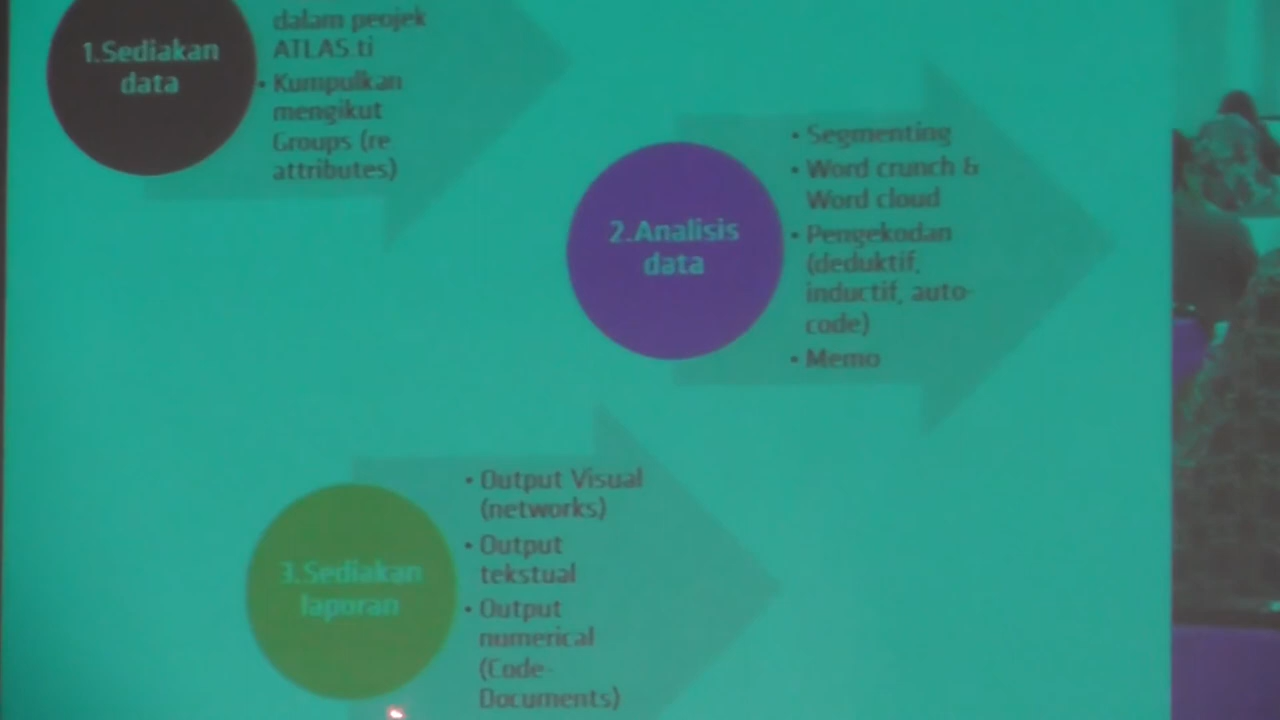 1.Sediakan
data
dalam peojek
ATLAS.ti
• Kumpulkan
mengikut
Groups (re
attributes)
2.Analisis
data
• Segmenting
• Word crunch &
Word cloud
• Pengekodan
(deduktif,
inductif, auto-
code)
• Memo
3.Sediakan
laporan
• Output Visual
(networks)
• Output
tekstual
• Output
numerical
(Code-
Documents)